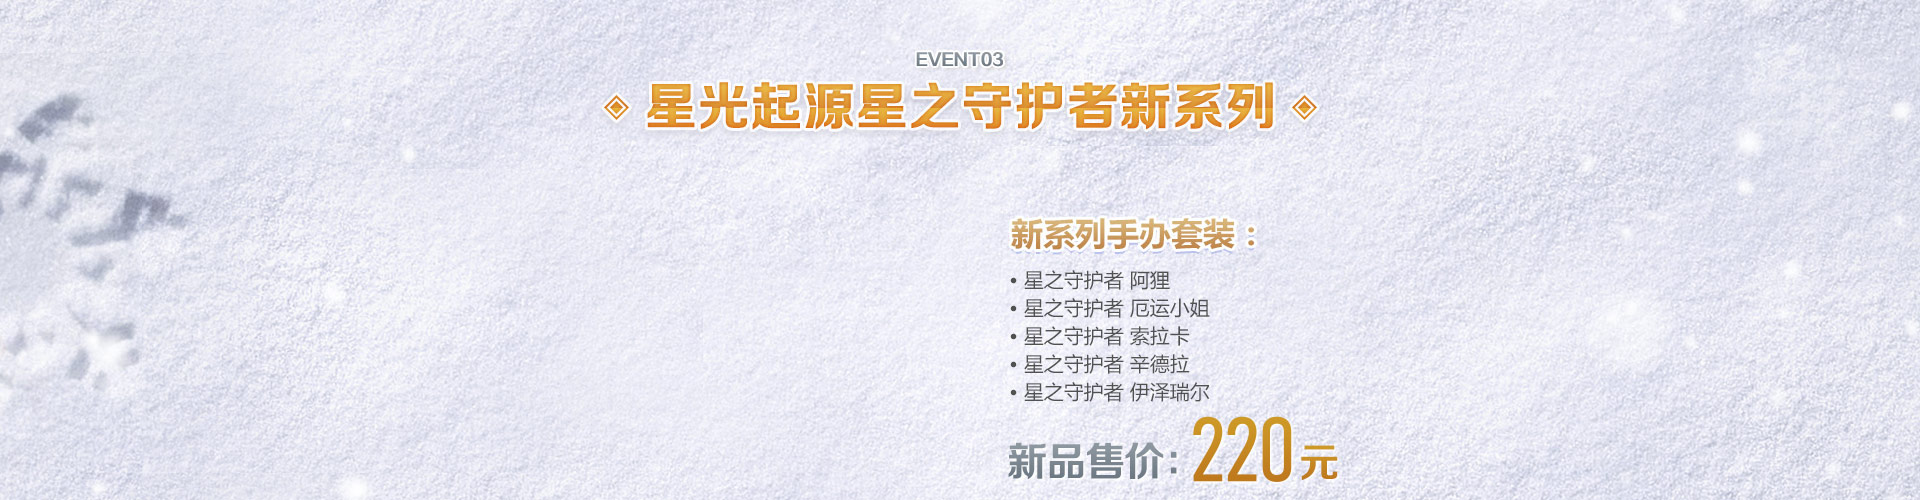 EVENT03
星光起源星之守护者新系列
新系列手办套装：
• 星之守护者 阿狸
• 星之守护者 厄运小姐
• 星之守护者 索拉卡
• 星之守护者 辛德拉
• 星之守护者 伊泽瑞尔
新品售价：220元